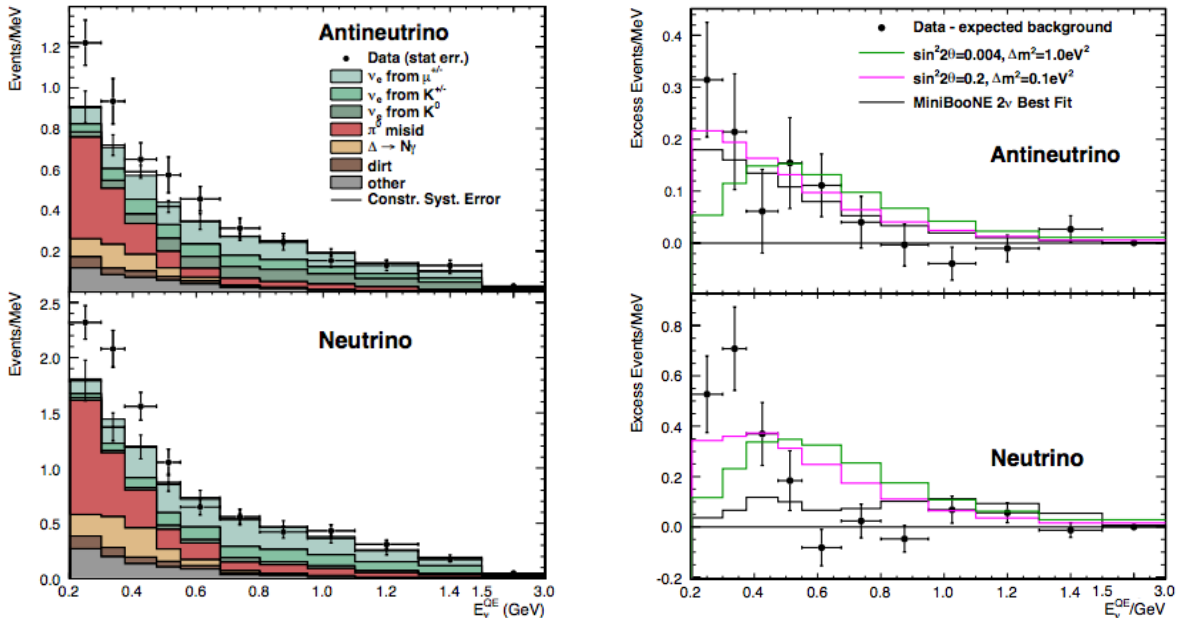 Events/MeV
1.2
1.0
0.8
0.6
0.4
0.2
Antineutrino
Data (stat err.)
νe from μ+/-
νe from K+/-
νe from K0
π0 misid
Δ → Nγ
dirt
other
Constr. Syst. Error
Events/MeV
2.5
2.0
1.5
1.0
0.5
0.0
Neutrino
0.2 0.4 0.6 0.8 1.0 1.2 1.4 1.5 3.0
EνQE (GeV)
Excess Events/MeV
0.4
0.3
0.2
0.1
0.0
Data - expected background
sin²2θ=0.004, Δm²=1.0eV²
sin²2θ=0.2, Δm²=0.1eV²
MiniBooNE 2ν Best Fit
Antineutrino
Excess Events/MeV
0.8
0.6
0.4
0.2
0.0
-0.2
Neutrino
0.2 0.4 0.6 0.8 1.0 1.2 1.4 1.5 3.0
EνQE/GeV